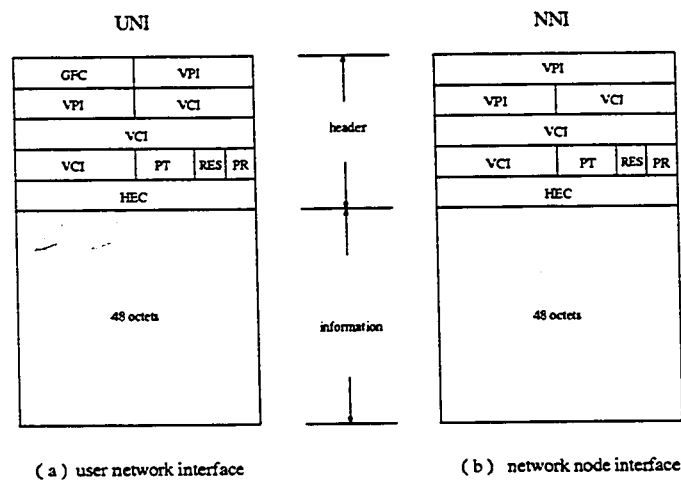 UNI
GFC VPI
VPI VCI
VCI
VCI PT RES PR
HEC
48 octets
(a) user network interface
header
information
NNI
VPI
VPI VCI
VCI
VCI PT RES PR
HEC
48 octets
(b) network node interface